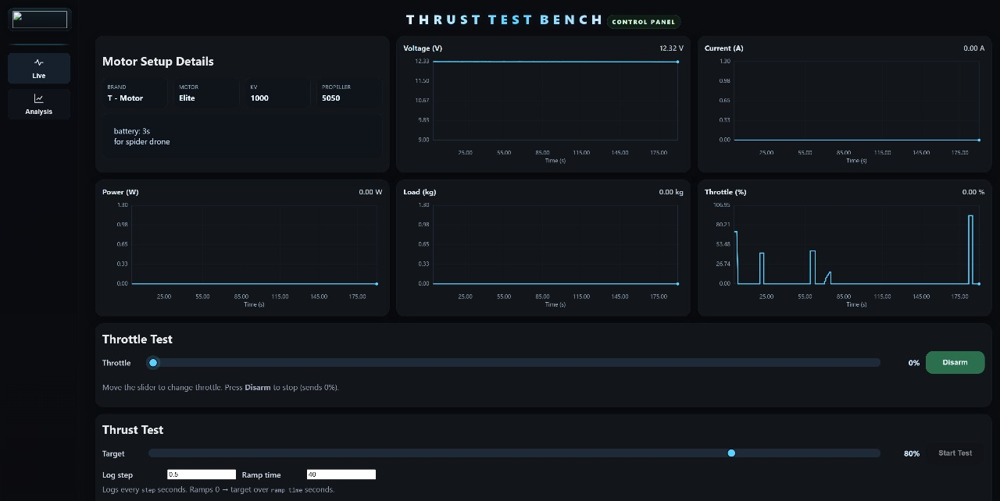 THRUST TEST BENCH CONTROL PANEL
Live
Analysis
Motor Setup Details
BRAND MOTOR KV PROPELLER
T - Motor Elite 1000 5050
battery: 3s
for spider drone
Voltage (V) 12.32 V
12.33
11.50
10.67
9.83
9.00
25.00 55.00 85.00 115.00 145.00 175.00
Time (s)
Current (A) 0.00 A
1.30
0.98
0.65
0.33
0.00
25.00 55.00 85.00 115.00 145.00 175.00
Time (s)
Power (W) 0.00 W
1.30
0.98
0.65
0.33
0.00
25.00 55.00 85.00 115.00 145.00 175.00
Time (s)
Load (kg) 0.00 kg
1.30
0.98
0.65
0.33
0.00
25.00 55.00 85.00 115.00 145.00 175.00
Time (s)
Throttle (%) 0.00 %
106.95
80.21
53.48
26.74
0.00
25.00 55.00 85.00 115.00 145.00 175.00
Time (s)
Throttle Test
Throttle 0% Disarm
Move the slider to change throttle. Press Disarm to stop (sends 0%).
Thrust Test
Target 80% Start Test
Log step 0.5 Ramp time 40
Logs every step seconds. Ramps 0 → target over ramp time seconds.